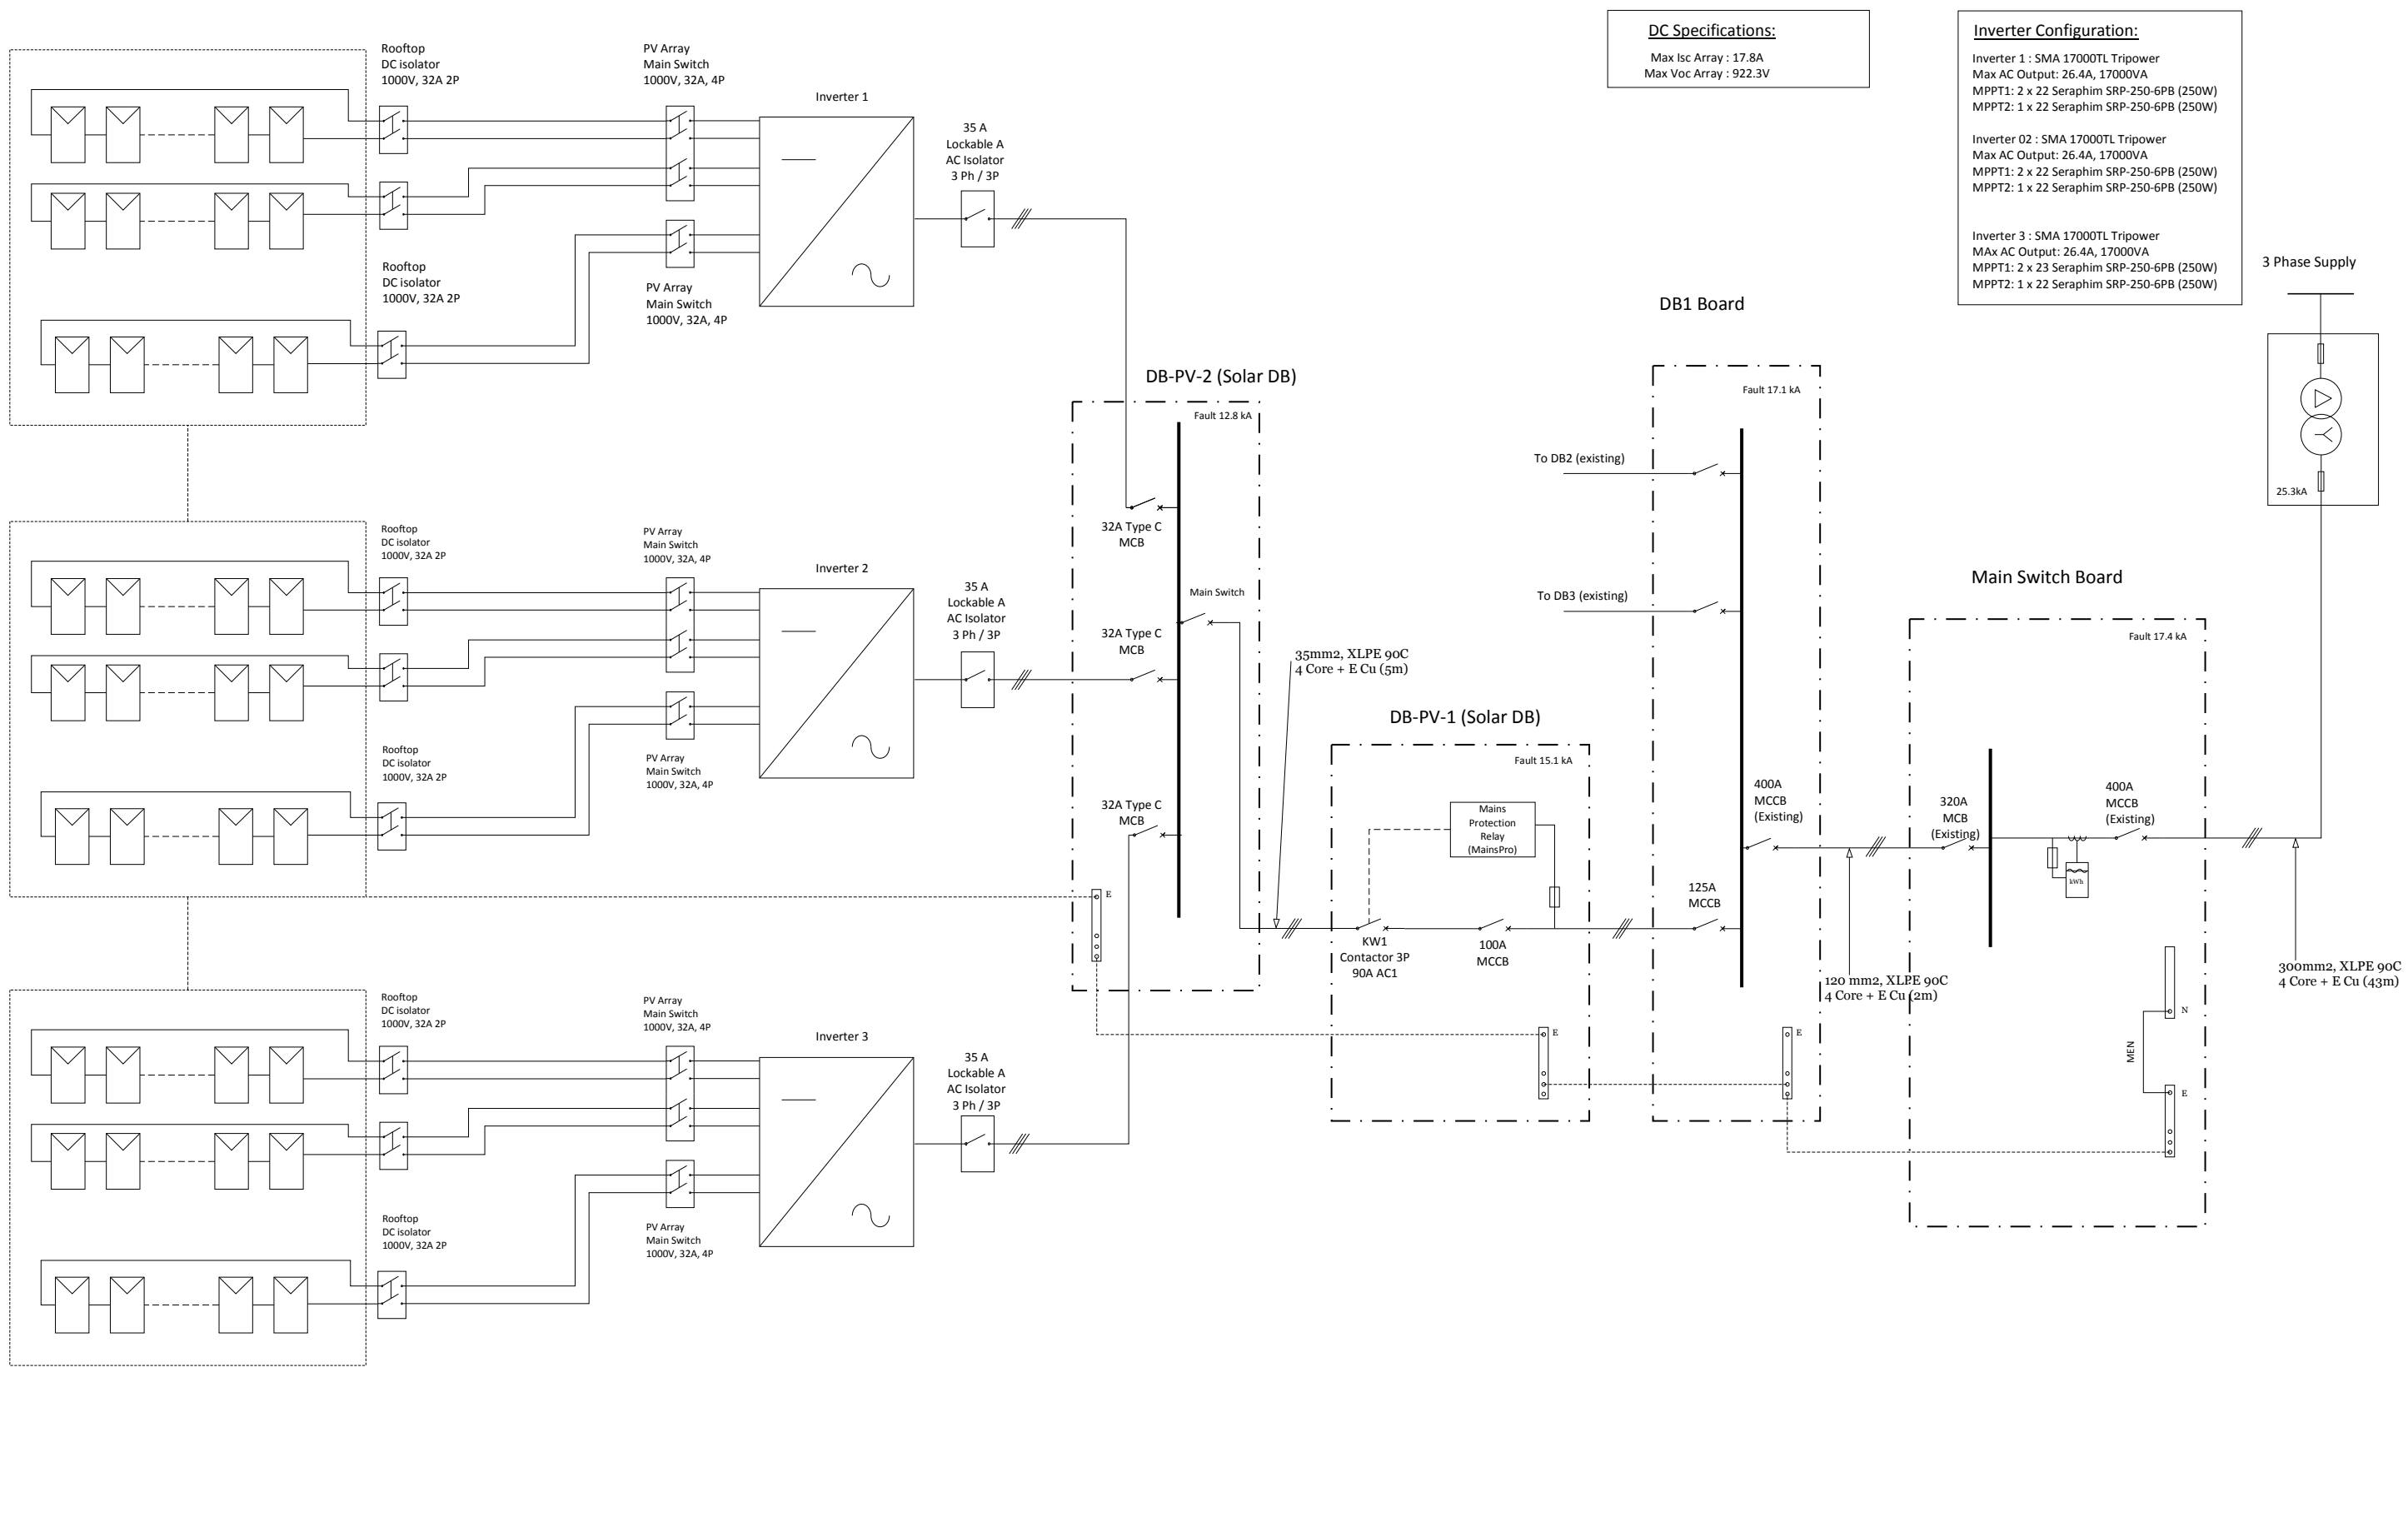 DC Specifications:
Max Isc Array : 17.8A
Max Voc Array : 922.3V
Inverter Configuration:
Inverter 1 : SMA 17000TL Tripower
Max AC Output: 26.4A, 17000VA
MPPT1: 2 x 22 Seraphim SRP-250-6PB (250W)
MPPT2: 1 x 22 Seraphim SRP-250-6PB (250W)
Inverter 02 : SMA 17000TL Tripower
Max AC Output: 26.4A, 17000VA
MPPT1: 2 x 22 Seraphim SRP-250-6PB (250W)
MPPT2: 1 x 22 Seraphim SRP-250-6PB (250W)
Inverter 3 : SMA 17000TL Tripower
MAx AC Output: 26.4A, 17000VA
MPPT1: 2 x 23 Seraphim SRP-250-6PB (250W)
MPPT2: 1 x 22 Seraphim SRP-250-6PB (250W)
Rooftop
DC isolator
1000V, 32A 2P
PV Array
Main Switch
1000V, 32A, 4P
Inverter 1
35 A
Lockable A
AC Isolator
3 Ph / 3P
Rooftop
DC isolator
1000V, 32A 2P
PV Array
Main Switch
1000V, 32A, 4P
3 Phase Supply
25.3kA
DB1 Board
Fault 17.1 kA
To DB2 (existing)
To DB3 (existing)
400A
MCCB
(Existing)
125A
MCCB
E
DB-PV-2 (Solar DB)
Fault 12.8 kA
32A Type C
MCB
Main Switch
32A Type C
MCB
32A Type C
MCB
E
Rooftop
DC isolator
1000V, 32A 2P
PV Array
Main Switch
1000V, 32A, 4P
Inverter 2
35 A
Lockable A
AC Isolator
3 Ph / 3P
Rooftop
DC isolator
1000V, 32A 2P
PV Array
Main Switch
1000V, 32A, 4P
35mm2, XLPE 90C
4 Core + E Cu (5m)
DB-PV-1 (Solar DB)
Fault 15.1 kA
Mains
Protection
Relay
(MainsPro)
KW1
Contactor 3P
90A AC1
100A
MCCB
E
Main Switch Board
Fault 17.4 kA
320A
MCB
(Existing)
400A
MCCB
(Existing)
kWh
120 mm2, XLPE 90C
4 Core + E Cu (2m)
300mm2, XLPE 90C
4 Core + E Cu (43m)
N
MEN
E
Rooftop
DC isolator
1000V, 32A 2P
PV Array
Main Switch
1000V, 32A, 4P
Inverter 3
35 A
Lockable A
AC Isolator
3 Ph / 3P
Rooftop
DC isolator
1000V, 32A 2P
PV Array
Main Switch
1000V, 32A, 4P